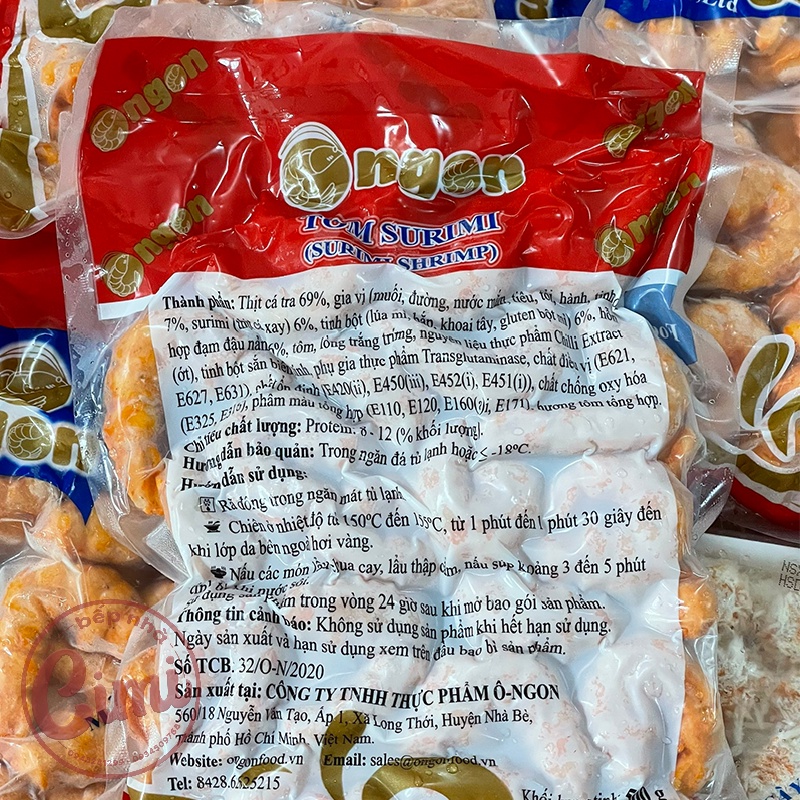 Ongon
Ongon
Ongon
TÔM SURIMI
(SURIMI SHRIMP)
Thành phần: Thịt cá tra 69%, gia vị (muối, đường, nước mắm, tiêu, tỏi, hành,
7%, surimi xay) 6%, tinh bột (lúa mì, sắn, khoai tây, gluten bột mì) 6%, hỗn
hợp đạm đậu nành 6%, tôm, lòng trắng trứng, nguyên liệu thực phẩm Chilli Extract
(ớt), tinh bột sắn biến tính, phụ gia thực phẩm Transglutaminase, chất điều vị (E621,
E627, E631), chất ổn định (E420(ii), E450(iii), E452(i), E451(i)), chất chống oxy hóa
(E325, phẩm màu tổng hợp (E110, E120, E171), hương tôm tổng hợp.
Chỉ tiêu chất lượng: Protein: 8 - 12 (% khối lượng).
Hướng dẫn bảo quản: Trong ngăn đá tủ lạnh hoặc ≤ -18ºC.
Hướng dẫn sử dụng:
Rã đông trong ngăn mát tủ lạnh
Chiên ở nhiệt độ từ 150ºC đến từ 1 phút đến 1 phút 30 giây đến
khi lớp da bên ngoài hơi vàng.
Nấu các món lẩu chua cay, lẩu thập cẩm, nấu súp khoảng 3 đến 5 phút
trong vòng 24 giờ sau khi mở bao gói sản phẩm.
Thông tin cảnh báo: Không sử dụng sản phẩm khi hết hạn sử dụng.
Ngày sản xuất và hạn sử dụng xem trên đầu bao bì sản phẩm.
Số TCB. 32/O-N/2020
Sản xuất tại: CÔNG TY TNHH THỰC PHẨM Ô-NGON
560/18 Nguyễn Văn Tạo, Ấp 1, Xã Long Thới, Huyện Nhà Bè,
Thành phố Hồ Chí Minh, Việt Nam.
Website: ongonfood.vn Email: sales@ongonfood.vn
Tel: 8428.6525215
bếp nhà
Cimi